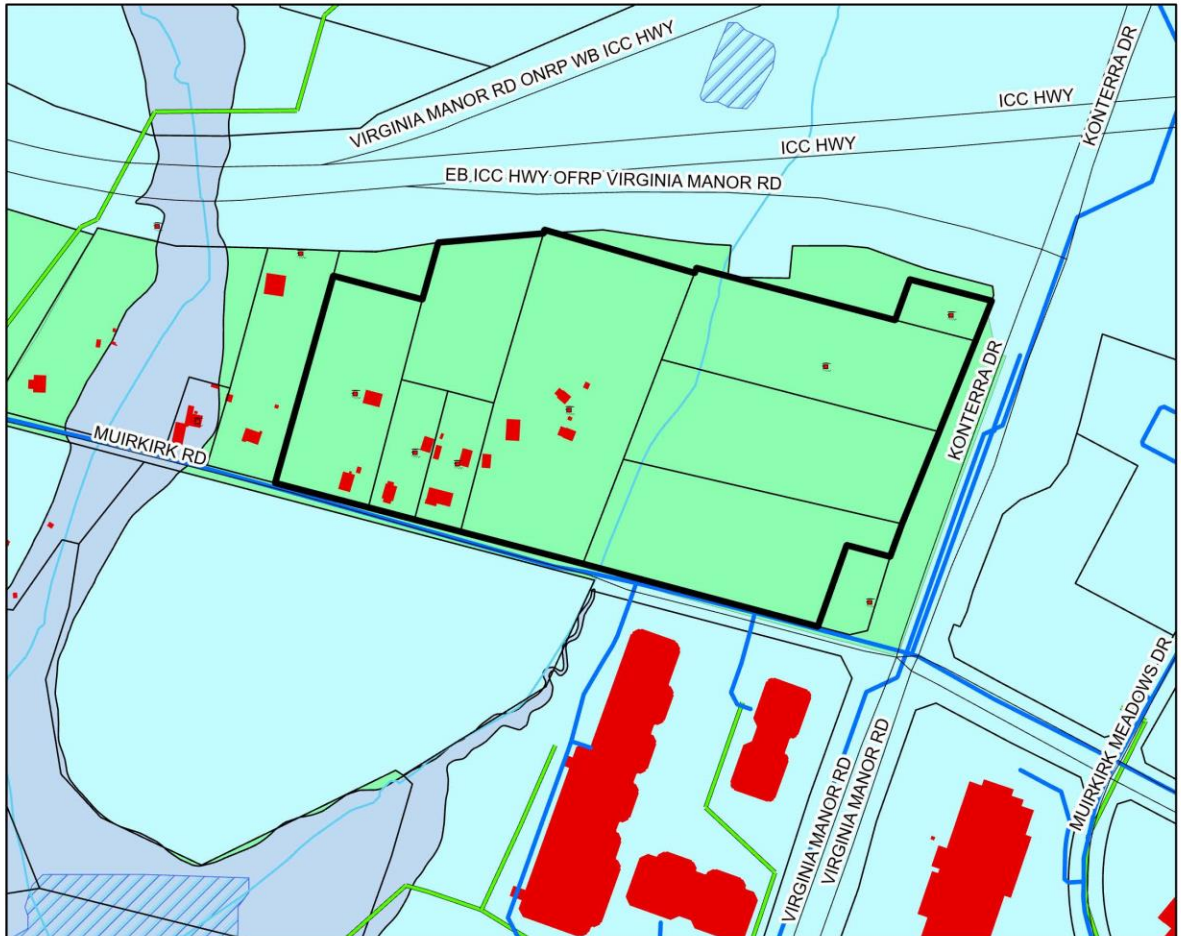 VIRGINIA MANOR RD ONRP WB ICC HWY
KONTERRA DR
ICC HWY
ICC HWY
EB ICC HWY OFRP VIRGINIA MANOR RD
KONTERRA DR
MUIRKIRK RD
MUIRKIRK MEADOWS DR
VIRGINIA MANOR RD
VIRGINIA MANOR RD